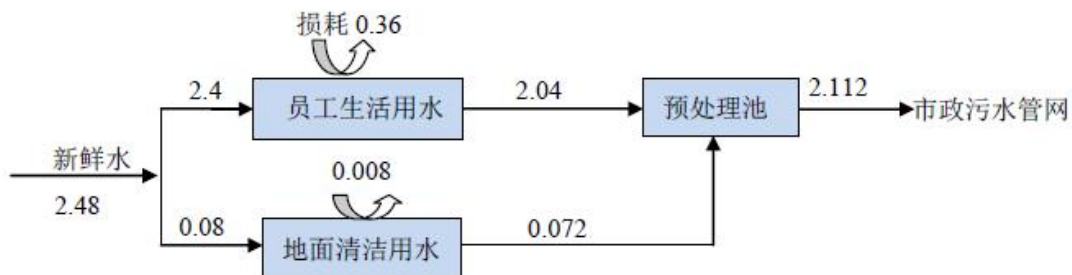 损耗 0.36
2.4
员工生活用水
2.04
预处理池
2.112
市政污水管网
新鲜水
2.48
0.008
0.08
地面清洁用水
0.072